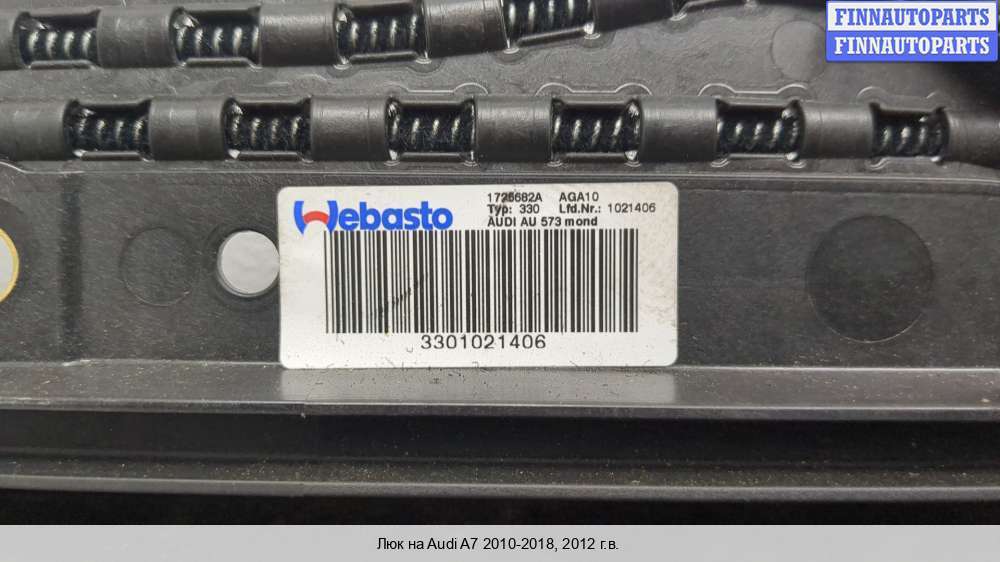 FINNAUTOPARTS
FINNAUTOPARTS
Webasto
1725682A AGA10
Typ: 330 Lfd.Nr.: 1021406
AUDI AU 573 mond
3301021406
Люк на Audi A7 2010-2018, 2012 г.в.